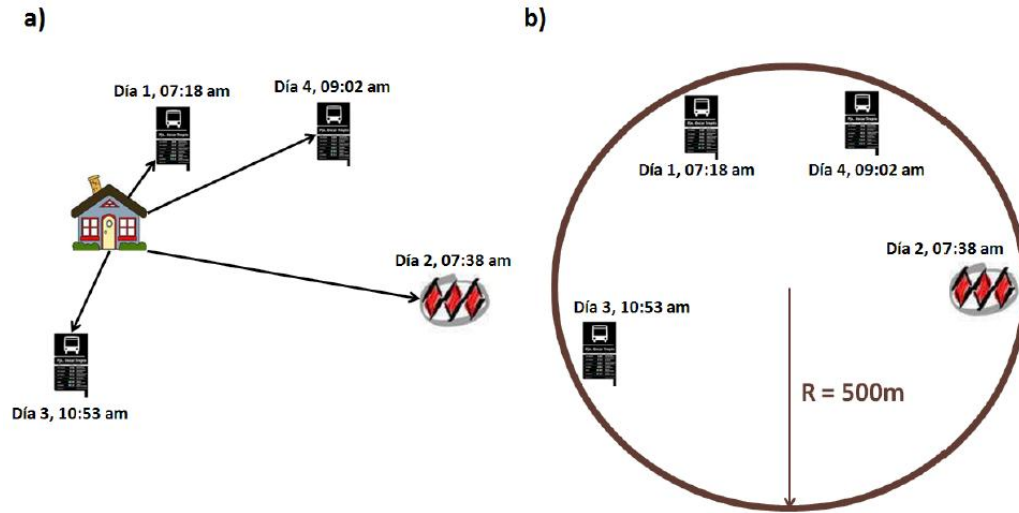 a)
Día 1, 07:18 am
Día 4, 09:02 am
Día 2, 07:38 am
Día 3, 10:53 am
b)
Día 1, 07:18 am
Día 4, 09:02 am
Día 2, 07:38 am
Día 3, 10:53 am
R = 500m